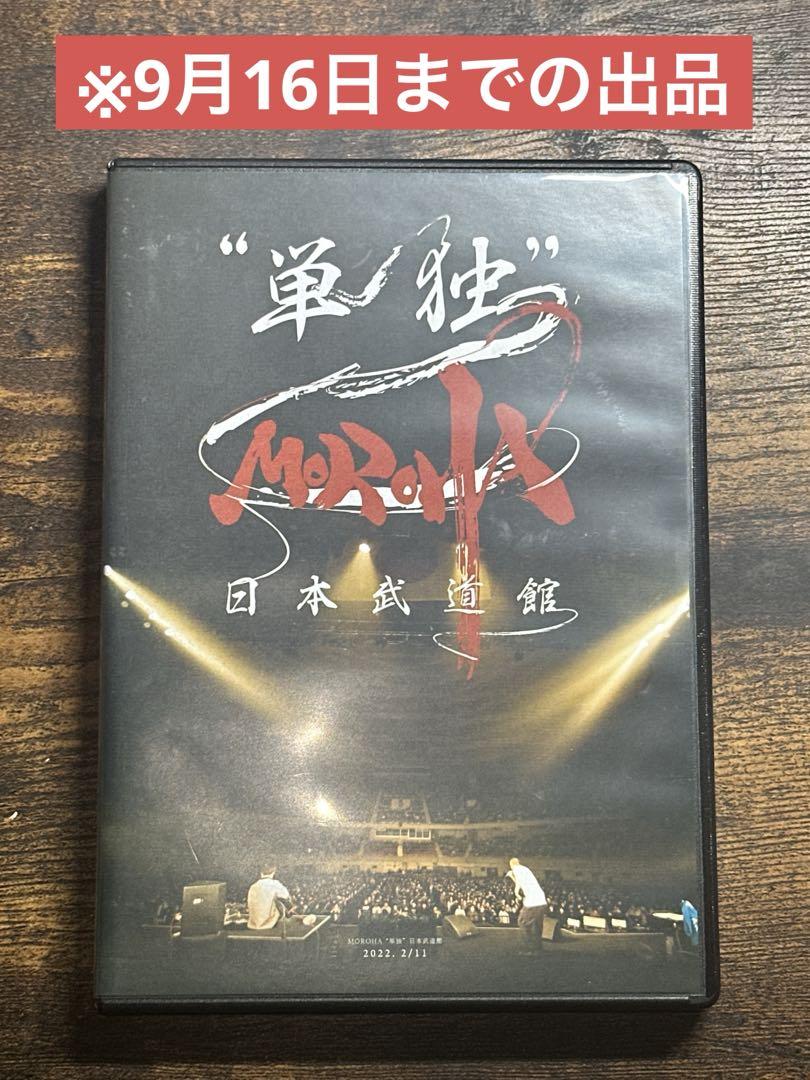 ※9月16日までの出品
“単独”
MOROHA
日本武道館
MOROHA “単独” 日本武道館
2022. 2/11